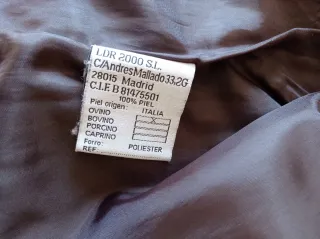 LDR 2000 S.L.
C/Andres Mallado 33.2G
28015 Madrid
C.I.F. B 81475501
100% PIEL
Piel origen: ITALIA
OVINO
BOVINO X
PORCINO
CAPRINO
Forro: POLIESTER
REF.